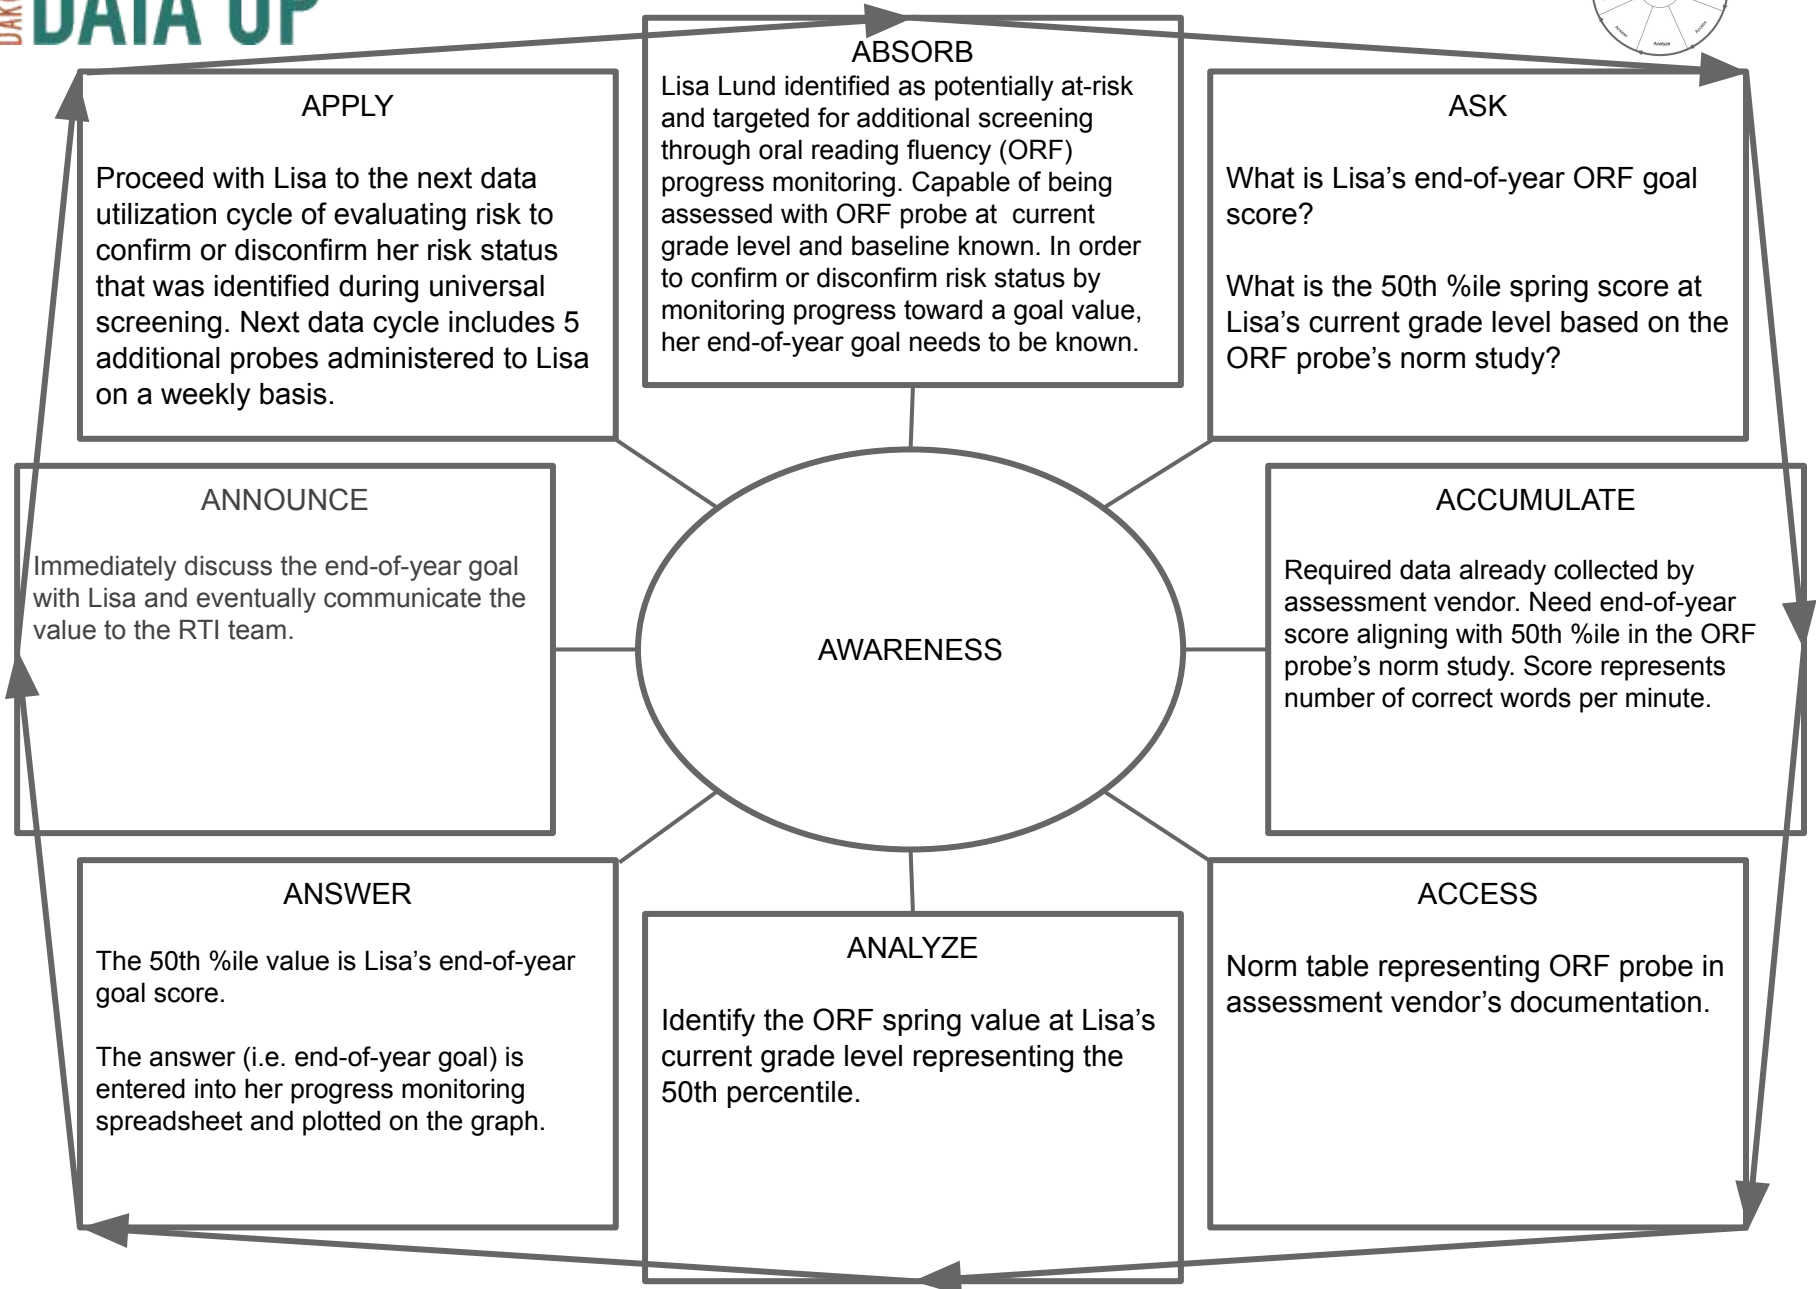 DATA UP
ABSORB
Lisa Lund identified as potentially at-risk
and targeted for additional screening
through oral reading fluency (ORF)
progress monitoring. Capable of being
assessed with ORF probe at current
grade level and baseline known. In order
to confirm or disconfirm risk status by
monitoring progress toward a goal value,
her end-of-year goal needs to be known.
ASK
What is Lisa's end-of-year ORF goal
score?
What is the 50th %ile spring score at
Lisa's current grade level based on the
ORF probe's norm study?
ACCUMULATE
Required data already collected by
assessment vendor. Need end-of-year
score aligning with 50th %ile in the ORF
probe's norm study. Score represents
number of correct words per minute.
ACCESS
Norm table representing ORF probe in
assessment vendor's documentation.
ANALYZE
Identify the ORF spring value at Lisa's
current grade level representing the
50th percentile.
ANSWER
The 50th %ile value is Lisa's end-of-year
goal score.
The answer (i.e. end-of-year goal) is
entered into her progress monitoring
spreadsheet and plotted on the graph.
ANNOUNCE
Immediately discuss the end-of-year goal
with Lisa and eventually communicate the
value to the RTI team.
APPLY
Proceed with Lisa to the next data
utilization cycle of evaluating risk to
confirm or disconfirm her risk status
that was identified during universal
screening. Next data cycle includes 5
additional probes administered to Lisa
on a weekly basis.
AWARENESS
Answer
Analyze
Access